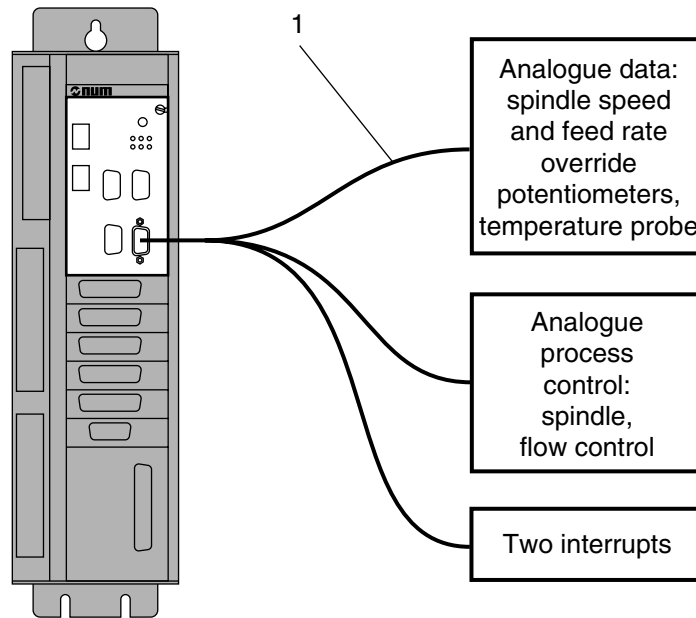 1
num
Analogue data:
spindle speed
and feed rate
override
potentiometers,
temperature probe
Analogue
process
control:
spindle,
flow control
Two interrupts